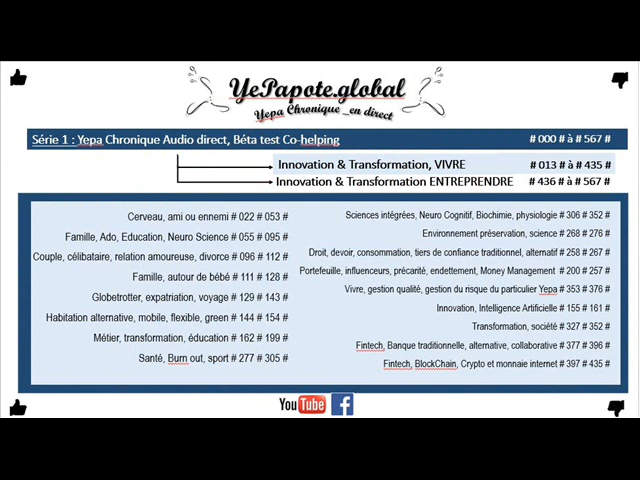 YePapote.global
Yepa Chronique _en direct
Série 1 : Yepa Chronique Audio direct, Béta test Co-helping # 000 # à # 567 #
Innovation & Transformation, VIVRE # 013 # à # 435 #
Innovation & Transformation ENTREPRENDRE # 436 # à # 567 #
Cerveau, ami ou ennemi # 022 # 053 #
Famille, Ado, Education, Neuro Science # 055 # 095 #
Couple, célibataire, relation amoureuse, divorce # 096 # 112 #
Famille, autour de bébé # 111 # 128 #
Globetrotter, expatriation, voyage # 129 # 143 #
Habitation alternative, mobile, flexible, green # 144 # 154 #
Métier, transformation, éducation # 162 # 199 #
Santé, Burn out, sport # 277 # 305 #
Sciences intégrées, Neuro Cognitif, Biochimie, physiologie # 306 # 352 #
Environnement préservation, science # 268 # 276 #
Droit, devoir, consommation, tiers de confiance traditionnel, alternatif # 258 # 267 #
Portefeuille, influenceurs, précarité, endettement, Money Management # 200 # 257 #
Vivre, gestion qualité, gestion du risque du particulier Yepa # 353 # 376 #
Innovation, Intelligence Artificielle # 155 # 161 #
Transformation, société # 327 # 352 #
Fintech, Banque traditionnelle, alternative, collaborative # 377 # 396 #
Fintech, BlockChain, Crypto et monnaie internet # 397 # 435 #
YouTube f